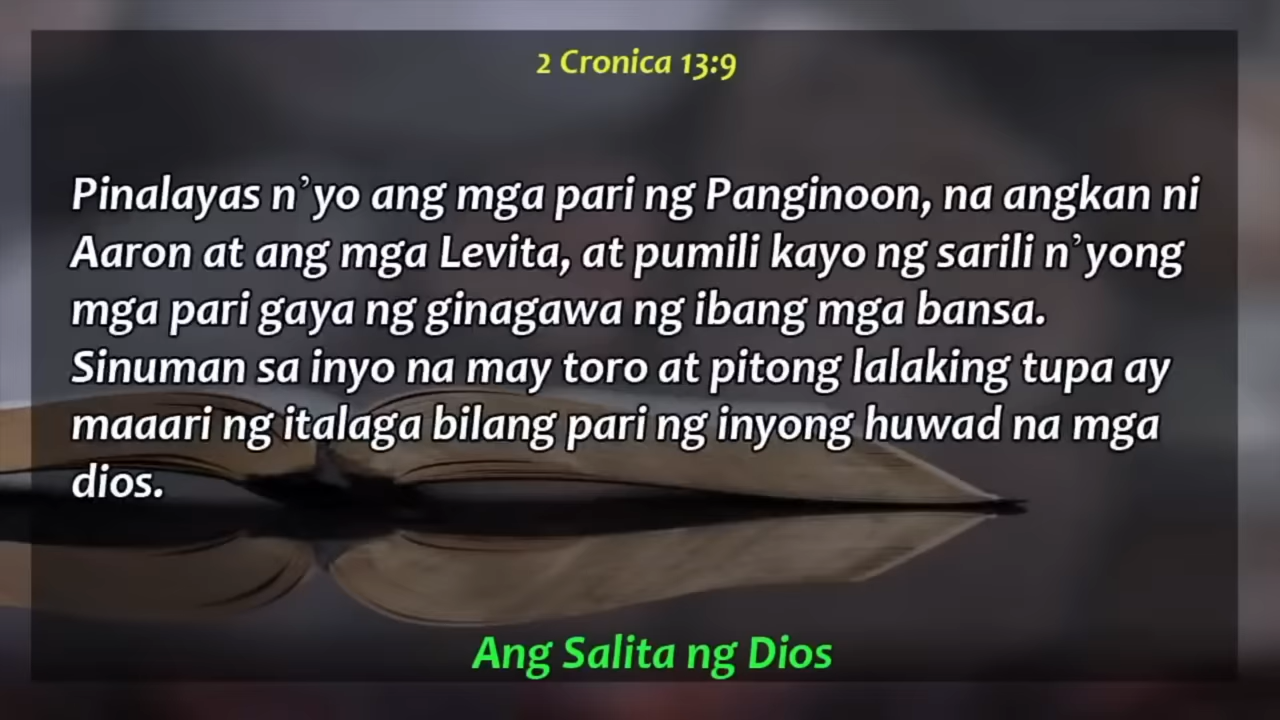 2 Cronica 13:9
Pinalayas n’yo ang mga pari ng Panginoon, na angkan ni
Aaron at ang mga Levita, at pumili kayo ng sarili n’yong
mga pari gaya ng ginagawa ng ibang mga bansa.
Sinuman sa inyo na may toro at pitong lalaking tupa ay
maaari ng italaga bilang pari ng inyong huwad na mga
dios.
Ang Salita ng Dios